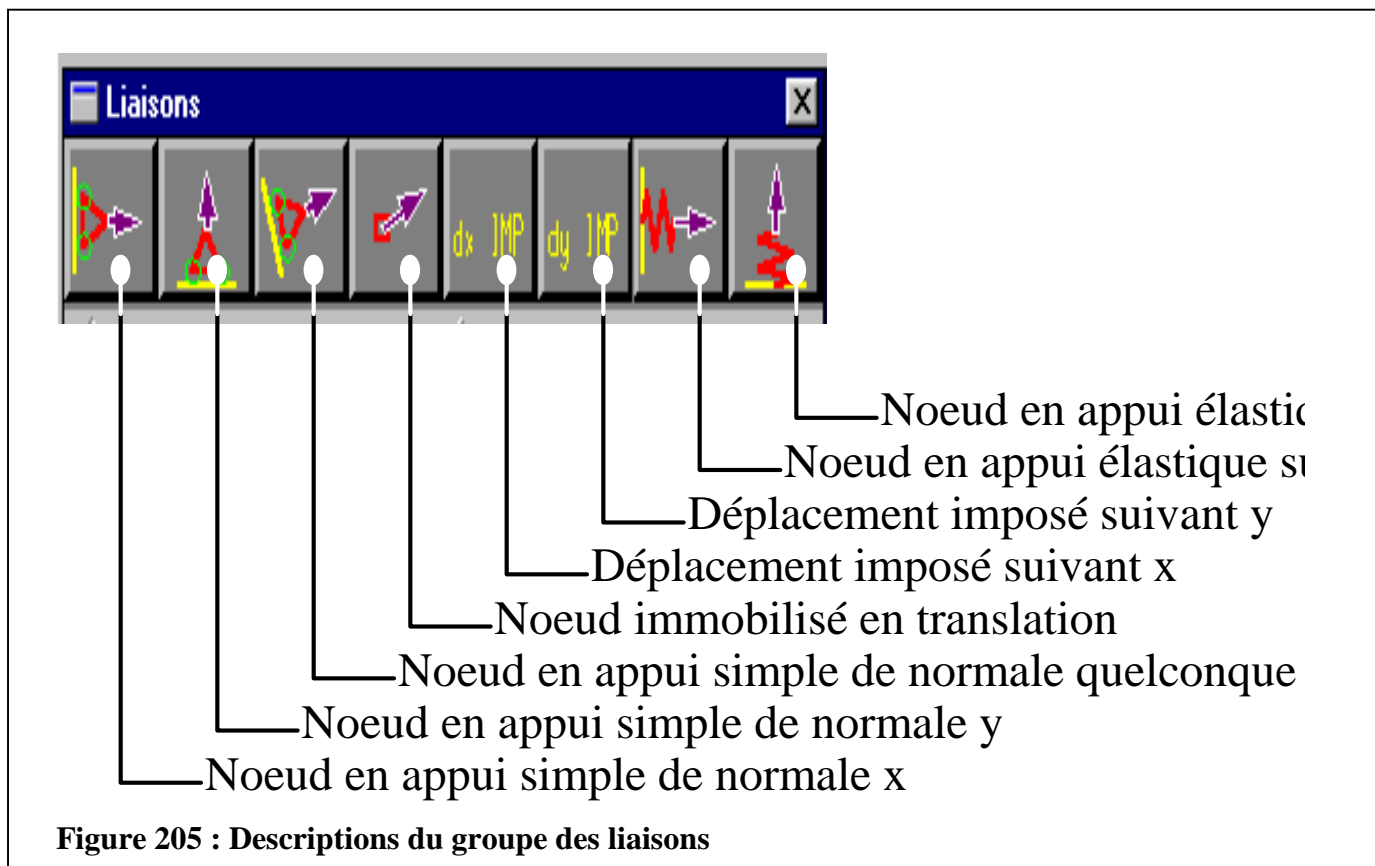 Liaisons
dx IMP
dy IMP
Noeud en appui
Noeud en appui élastique
Déplacement imposé suivant y
Déplacement imposé suivant x
Noeud immobilisé en translation
Noeud en appui simple de normale quelconque
Noeud en appui simple de normale y
Noeud en appui simple de normale x
Figure 205 : Descriptions du groupe des liaisons